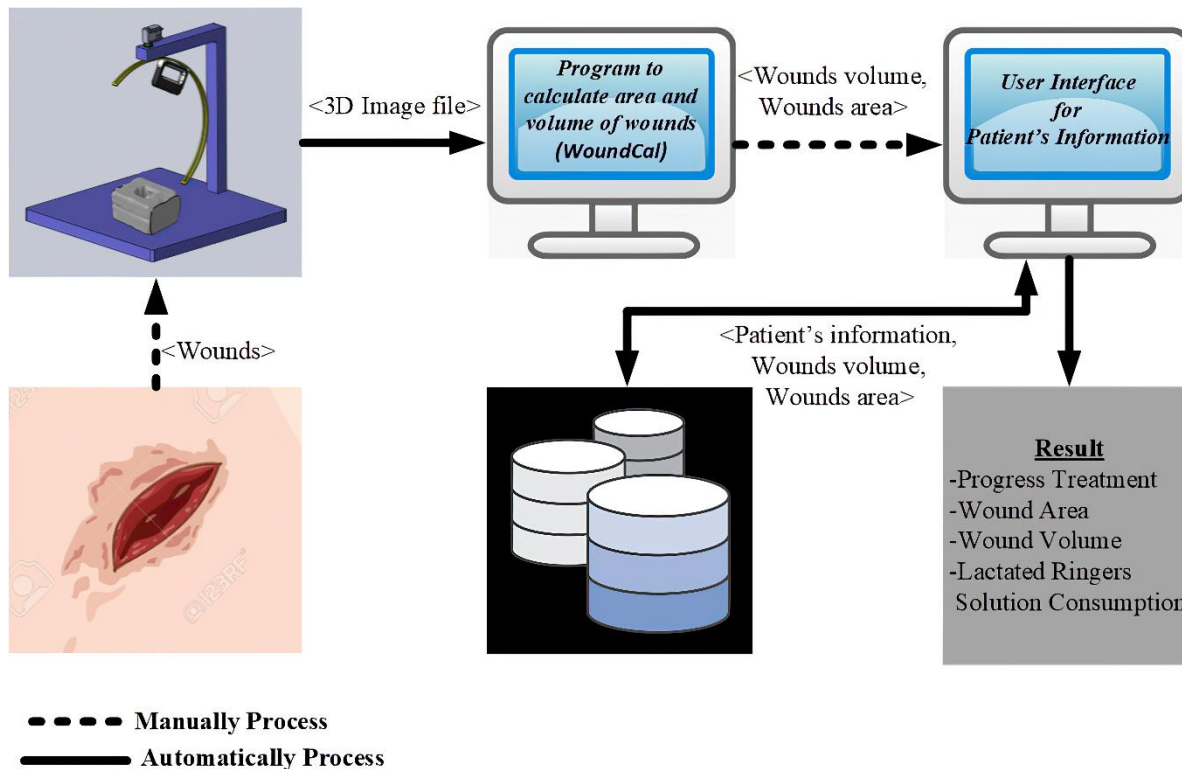 <3D Image file>
Program to
calculate area and
volume of wounds
(WoundCal)
<Wounds volume,
Wounds area>
User Interface
for
Patient’s Information
<Wounds>
<Patient’s information,
Wounds volume,
Wounds area>
123RF
Result
-Progress Treatment
-Wound Area
-Wound Volume
-Lactated Ringers
Solution Consumption
Manually Process
Automatically Process